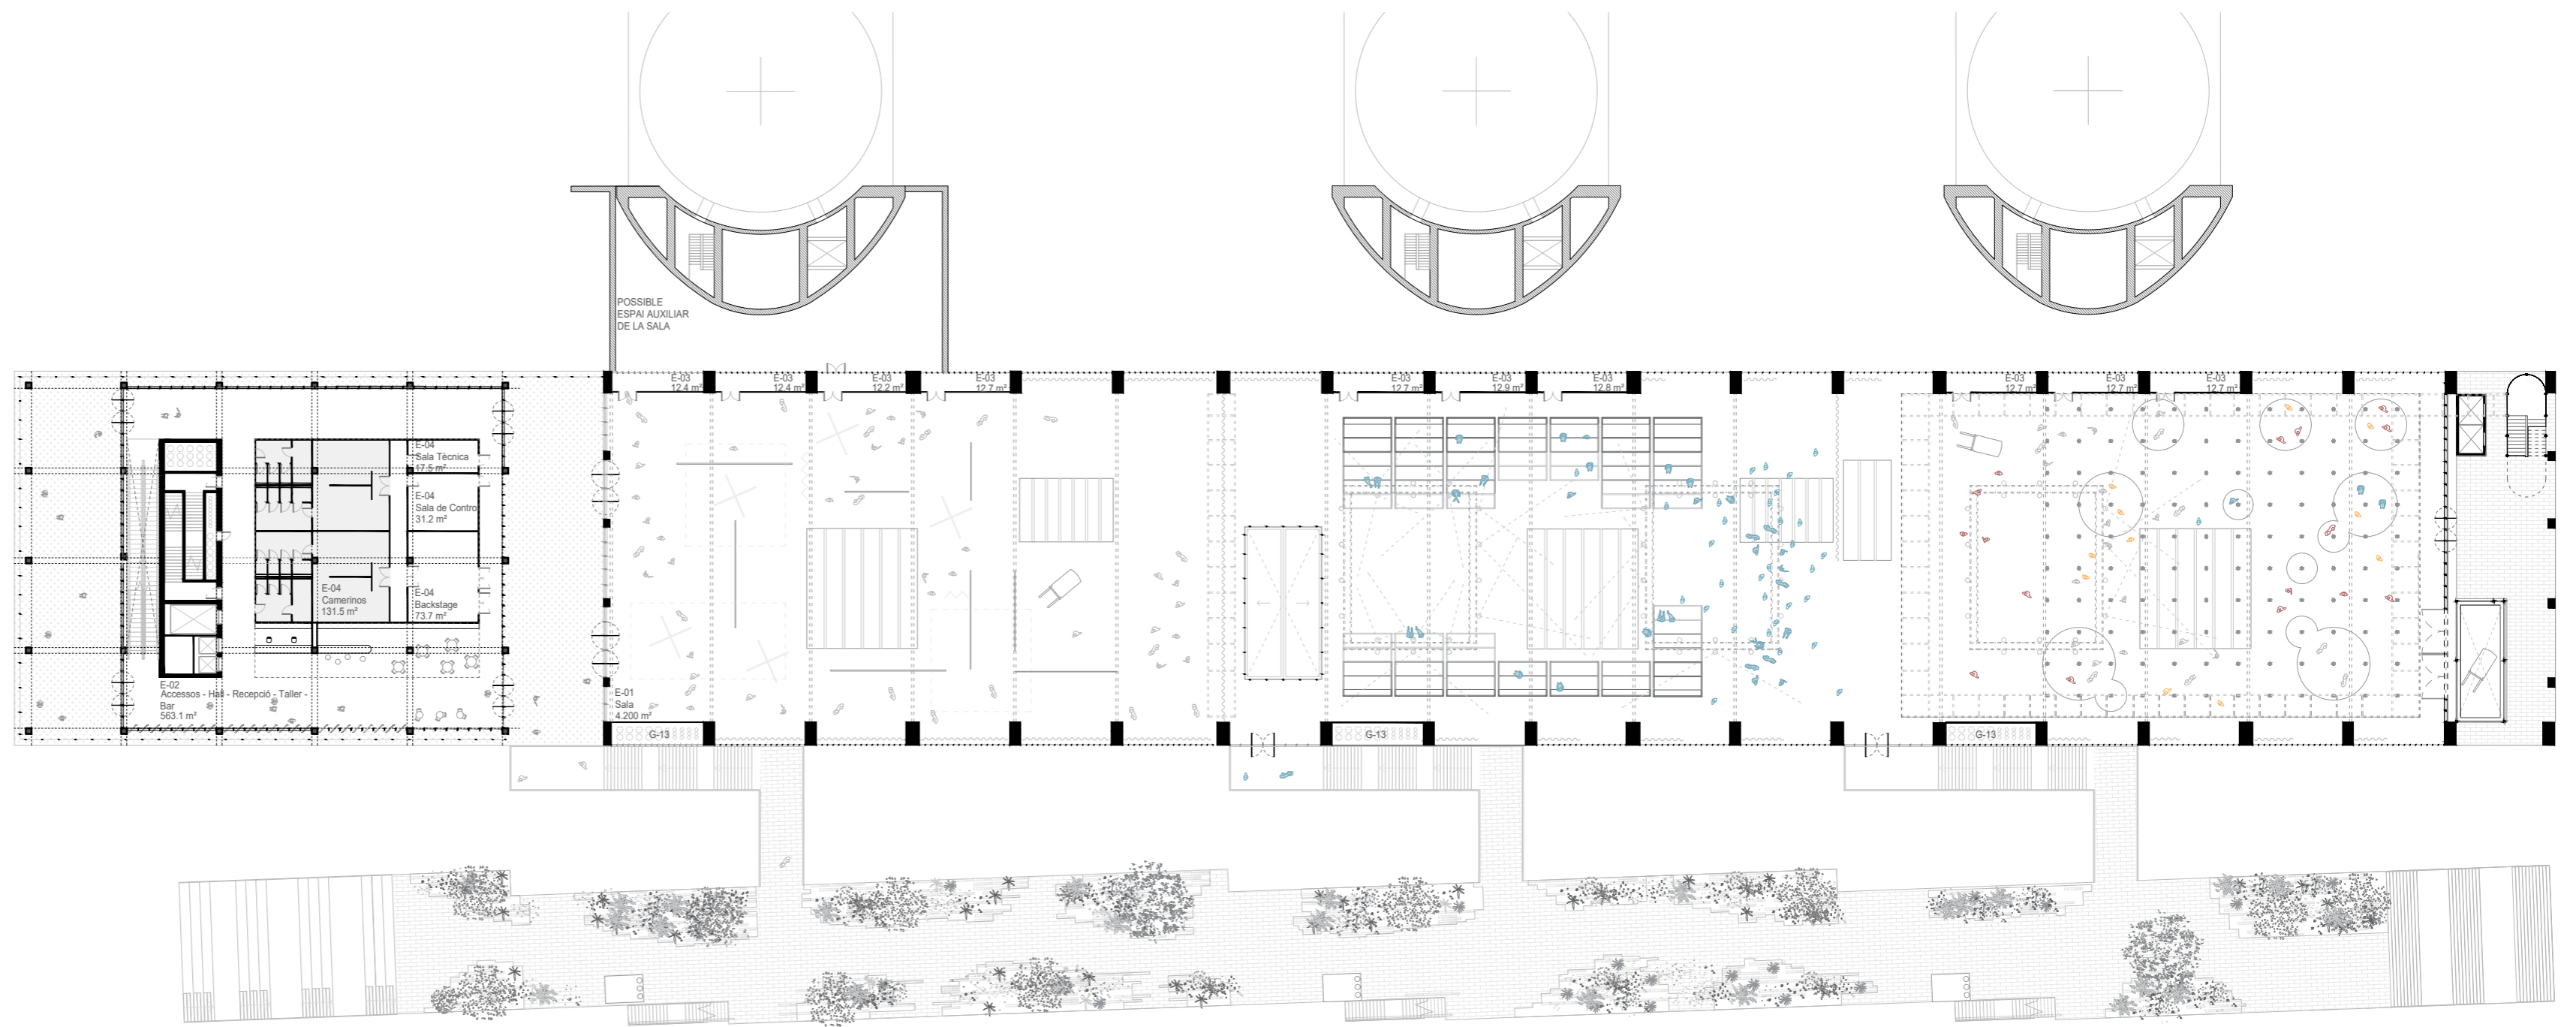 POSSIBLE
ESPAI AUXILIAR
DE LA SALA
E-03
12.4 m²
E-03
12.4 m²
E-03
12.2 m²
E-03
12.7 m²
E-03
12.7 m²
E-03
12.9 m²
E-03
12.8 m²
E-03
12.7 m²
E-03
12.7 m²
E-03
12.7 m²
E-04
Sala Tècnica
17.5 m²
E-04
Sala de Contro
31.2 m²
E-04
Camerinos
131.5 m²
E-04
Backstage
73.7 m²
E-02
Accessos - Hall - Recepció - Taller -
Bar
563.1 m²
E-01
Sala
4.200 m²
G-13
G-13
G-13